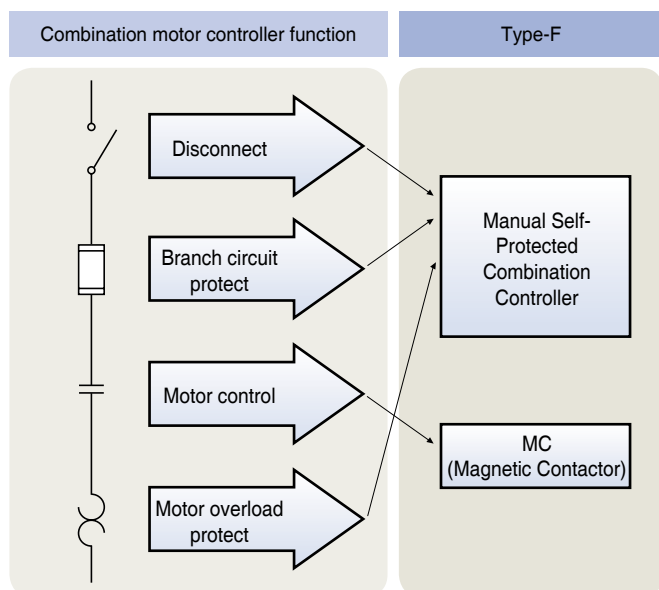 Combination motor controller function
Type-F
Disconnect
Branch circuit
protect
Motor control
Motor overload
protect
Manual Self-
Protected
Combination
Controller
MC
(Magnetic Contactor)